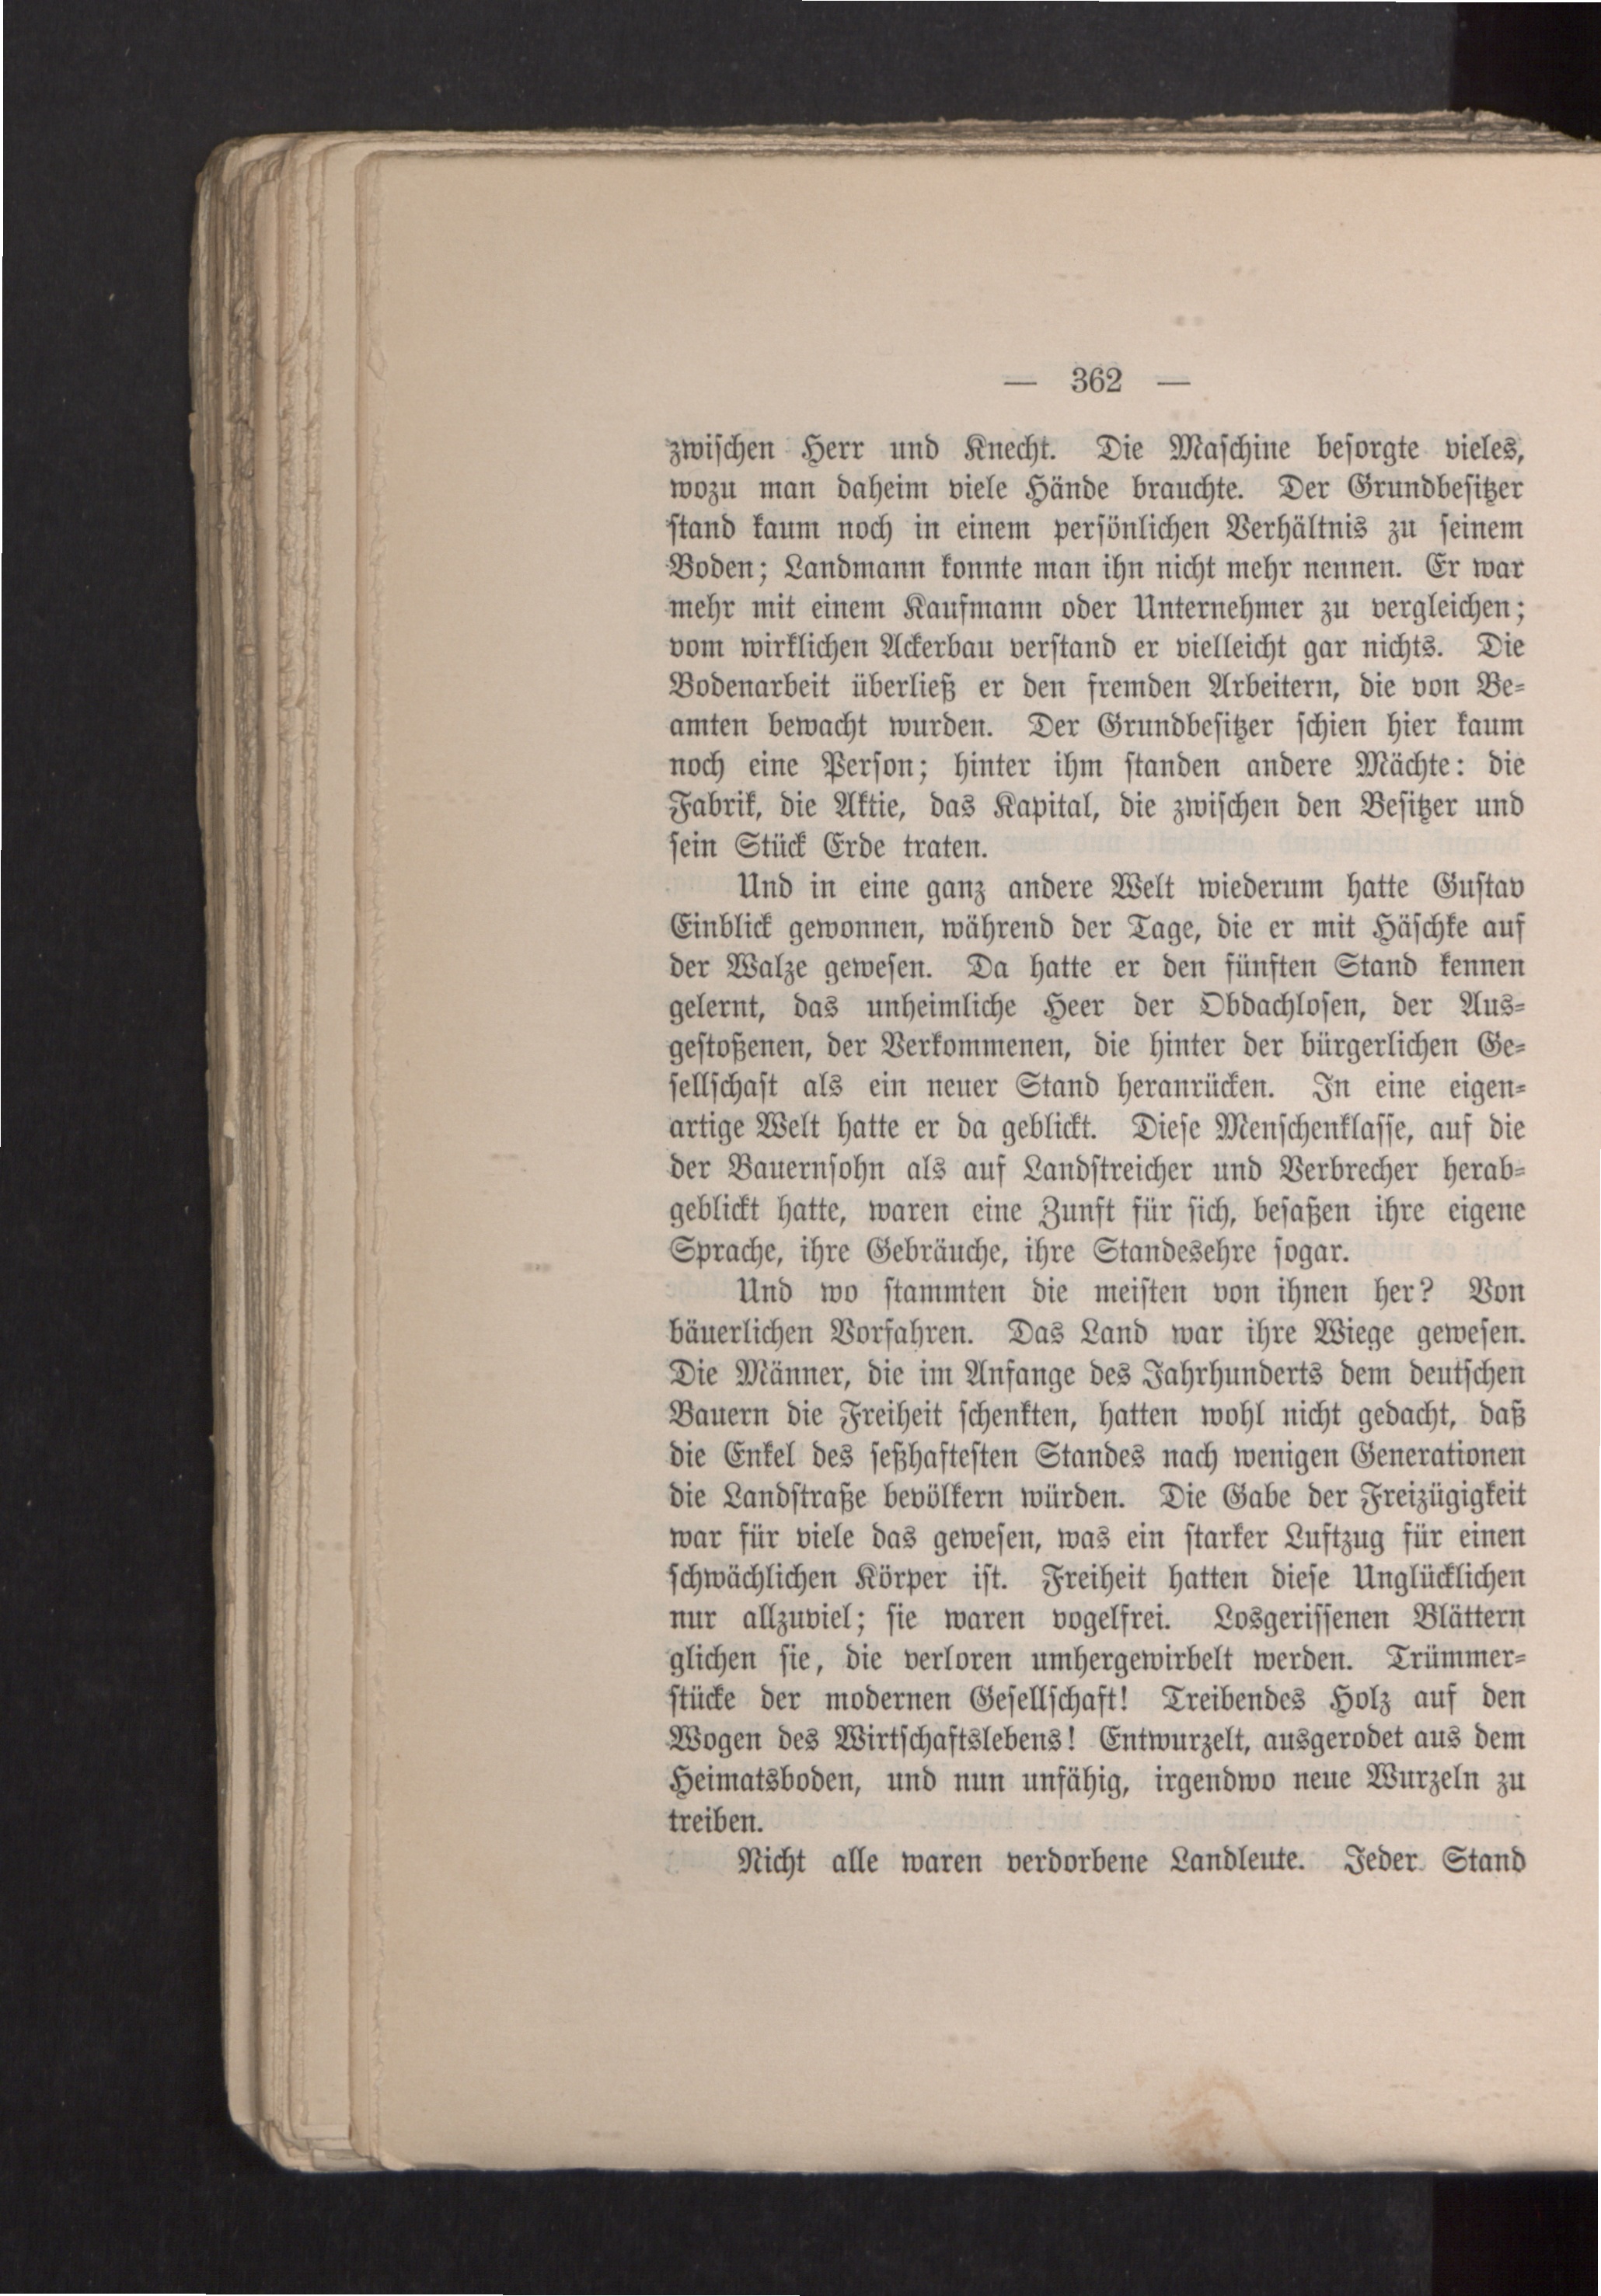 — 362 —
zwischen Herr und Knecht. Die Maschine besorgte vieles,
wozu man daheim viele Hände brauchte. Der Grundbesitzer
stand kaum noch in einem persönlichen Verhältnis zu seinem
Boden; Landmann konnte man ihn nicht mehr nennen. Er war
mehr mit einem Kaufmann oder Unternehmer zu vergleichen;
vom wirklichen Ackerbau verstand er vielleicht gar nichts. Die
Bodenarbeit überließ er den fremden Arbeitern, die von Be-
amten bewacht wurden. Der Grundbesitzer schien hier kaum
noch eine Person; hinter ihm standen andere Mächte: die
Fabrik, die Aktie, das Kapital, die zwischen den Besitzer und
sein Stück Erde traten.
Und in eine ganz andere Welt wiederum hatte Gustav
Einblick gewonnen, während der Tage, die er mit Häschke auf
der Walze gewesen. Da hatte er den fünften Stand kennen
gelernt, das unheimliche Heer der Obdachlosen, der Aus-
gestoßenen, der Verkommenen, die hinter der bürgerlichen Ge-
sellschaft als ein neuer Stand heranrücken. In eine eigen-
artige Welt hatte er da geblickt. Diese Menschenklasse, auf die
der Bauernsohn als auf Landstreicher und Verbrecher herab-
geblickt hatte, waren eine Zunft für sich, besaßen ihre eigene
Sprache, ihre Gebräuche, ihre Standesehre sogar.
Und wo stammten die meisten von ihnen her? Von
bäuerlichen Vorfahren. Das Land war ihre Wiege gewesen.
Die Männer, die im Anfange des Jahrhunderts dem deutschen
Bauern die Freiheit schenkten, hatten wohl nicht gedacht, daß
die Enkel des seßhaftesten Standes nach wenigen Generationen
die Landstraße bevölkern würden. Die Gabe der Freizügigkeit
war für viele das gewesen, was ein starker Luftzug für einen
schwächlichen Körper ist. Freiheit hatten diese Unglücklichen
nur allzuviel; sie waren vogelfrei. Losgerissenen Blättern
glichen sie, die verloren umhergewirbelt werden. Trümmer-
stücke der modernen Gesellschaft! Treibendes Holz auf den
Wogen des Wirtschaftslebens! Entwurzelt, ausgerodet aus dem
Heimatsboden, und nun unfähig, irgendwo neue Wurzeln zu
treiben.
Nicht alle waren verdorbene Landleute. Jeder Stand